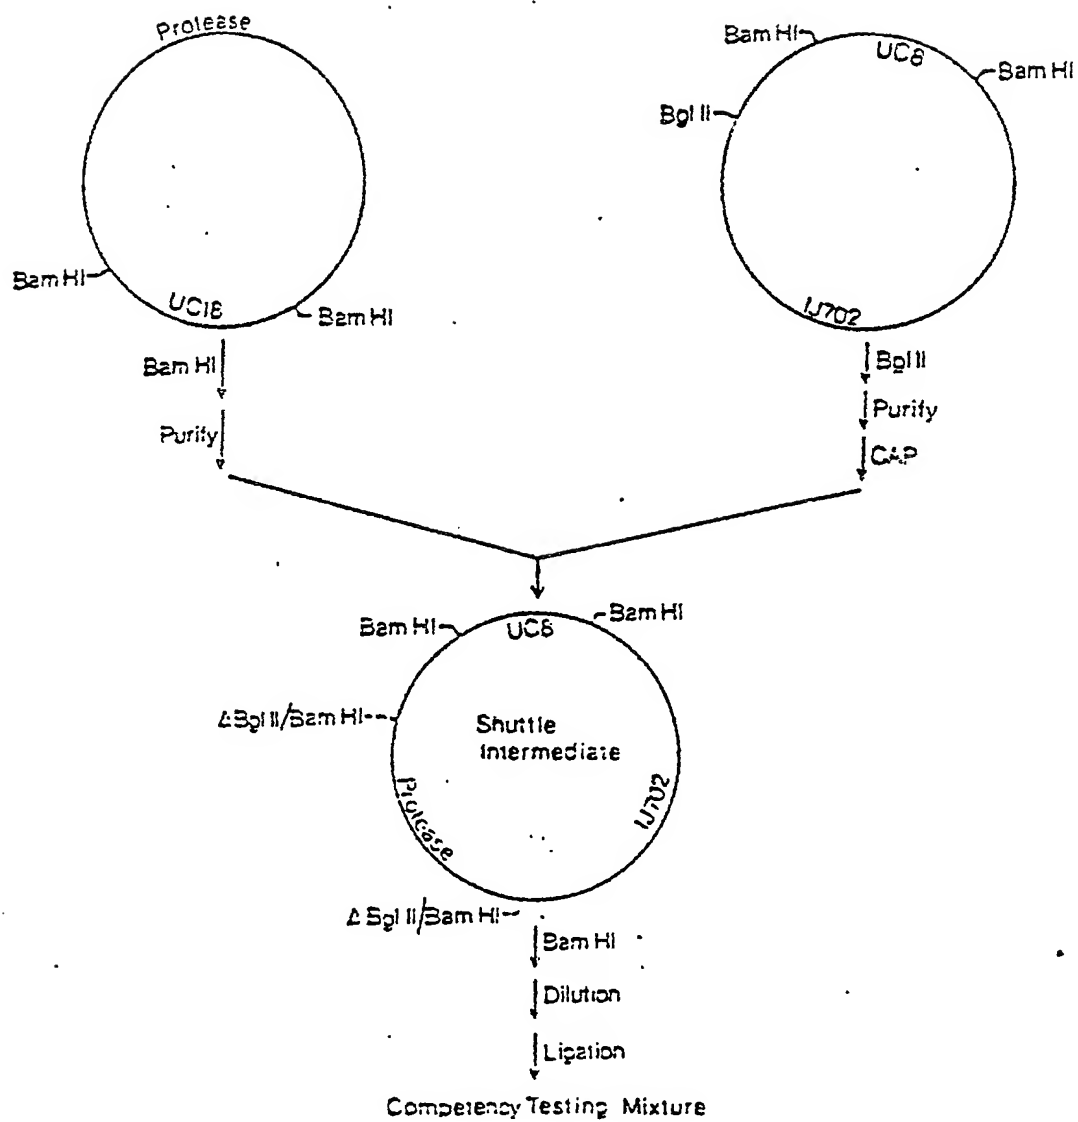 Protease
Bam HI
UC18
Bam HI
Bam HI
Purify
Bam HI
UC8
Bam HI
Bgl II
IJ702
Bgl II
Purify
CAP
Bam HI
UC8
Bam HI
ΔBgl II/Bam HI
Shuttle
Intermediate
Protease
IJ702
ΔBgl II/Bam HI
Bam HI
Dilution
Ligation
Competency Testing Mixture